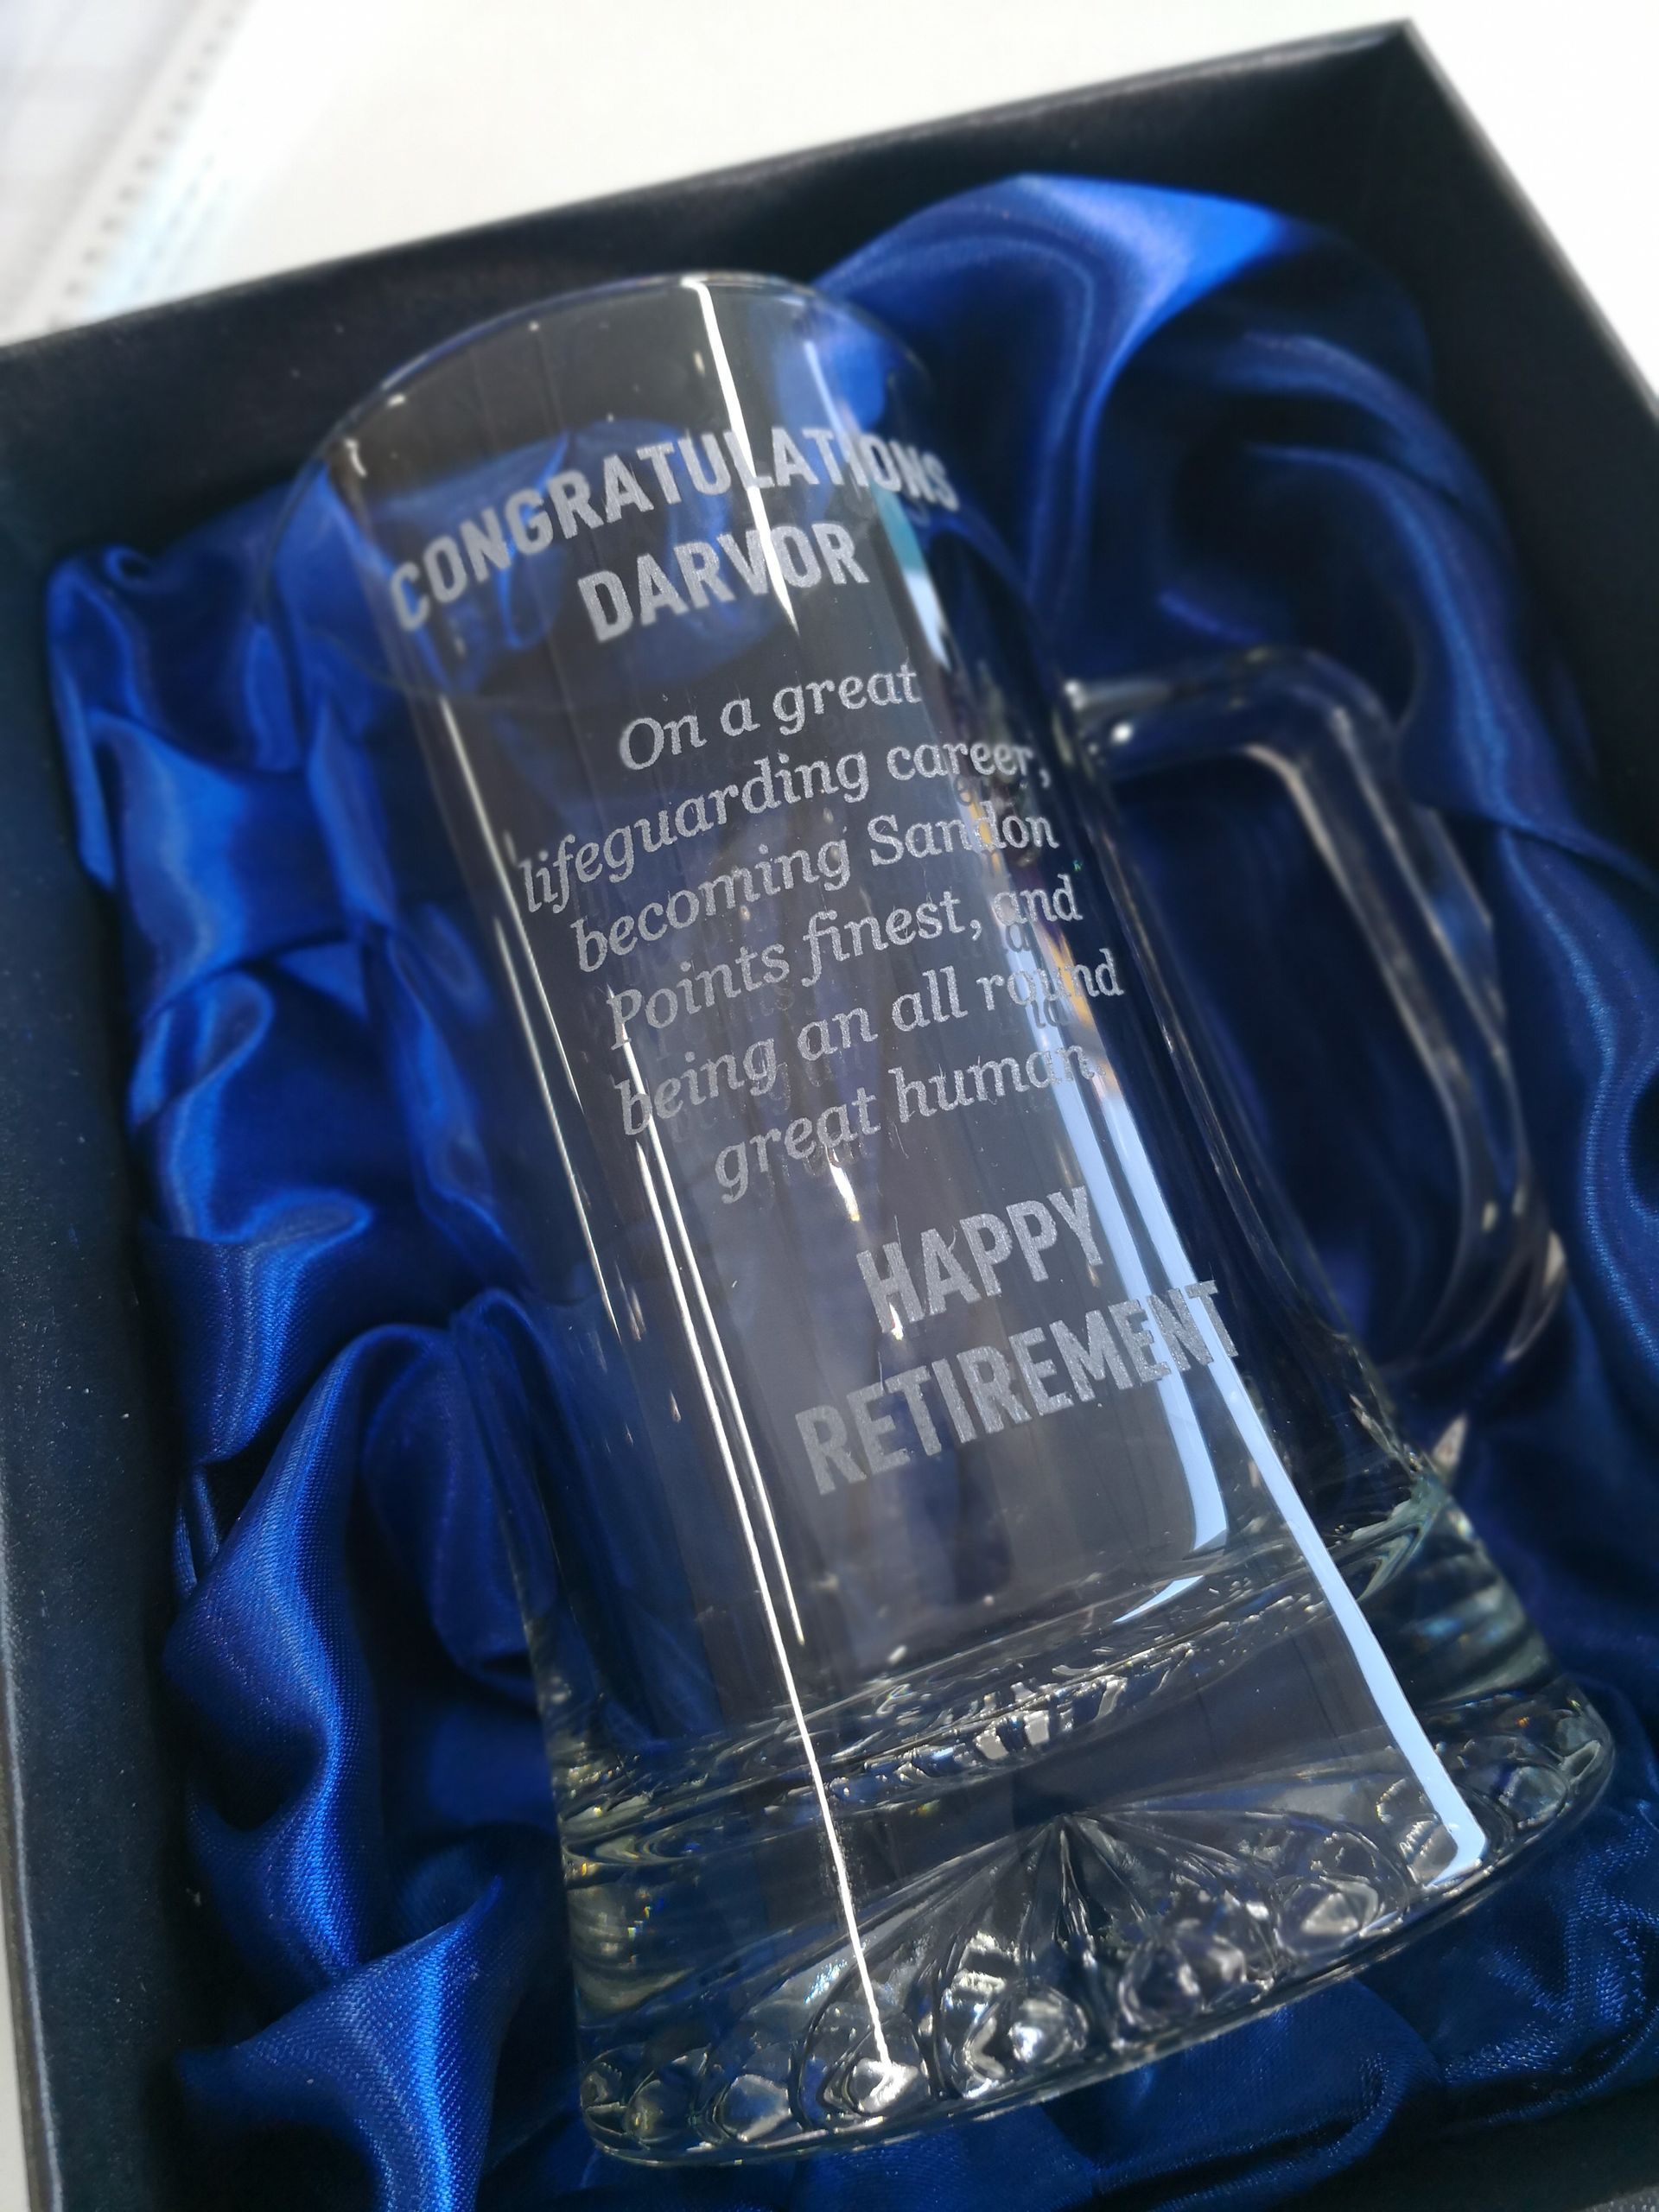 CONGRATULATIONS
DARVOR
On a great
lifeguarding career,
becoming Sandon
Points finest, and
being an all round
great human
HAPPY
RETIREMENT